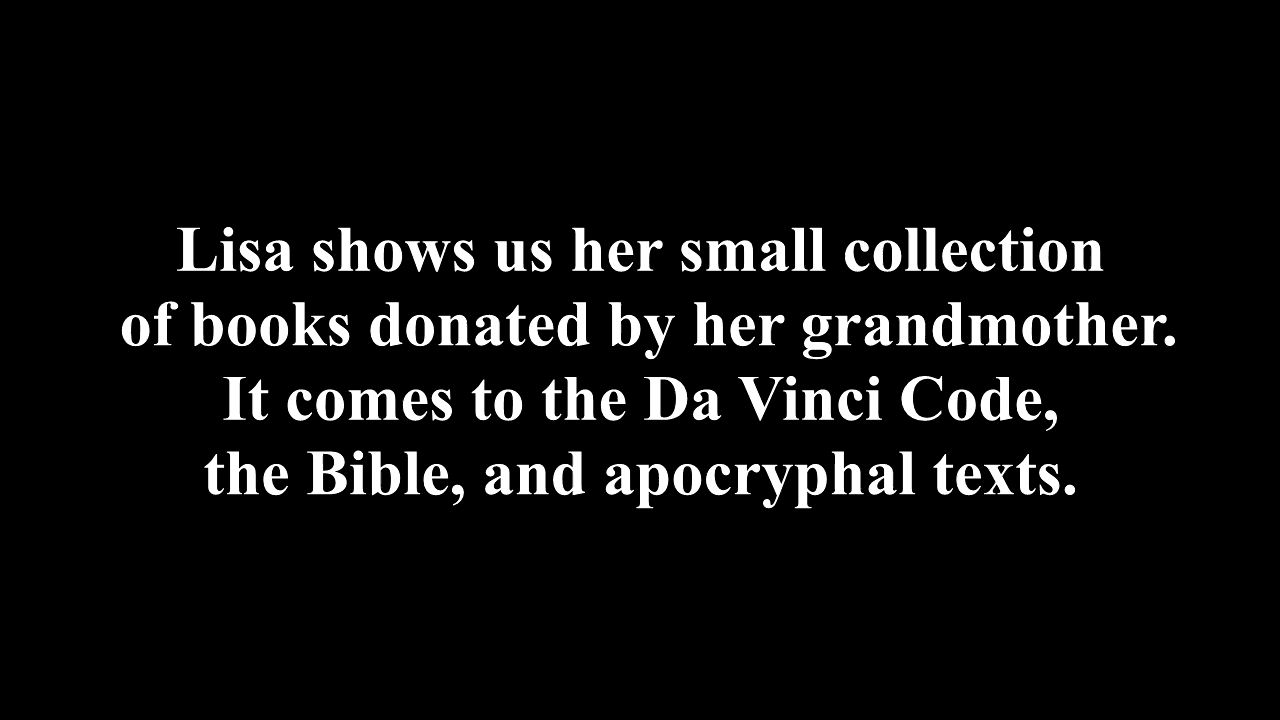 Lisa shows us her small collection
of books donated by her grandmother.
It comes to the Da Vinci Code,
the Bible, and apocryphal texts.